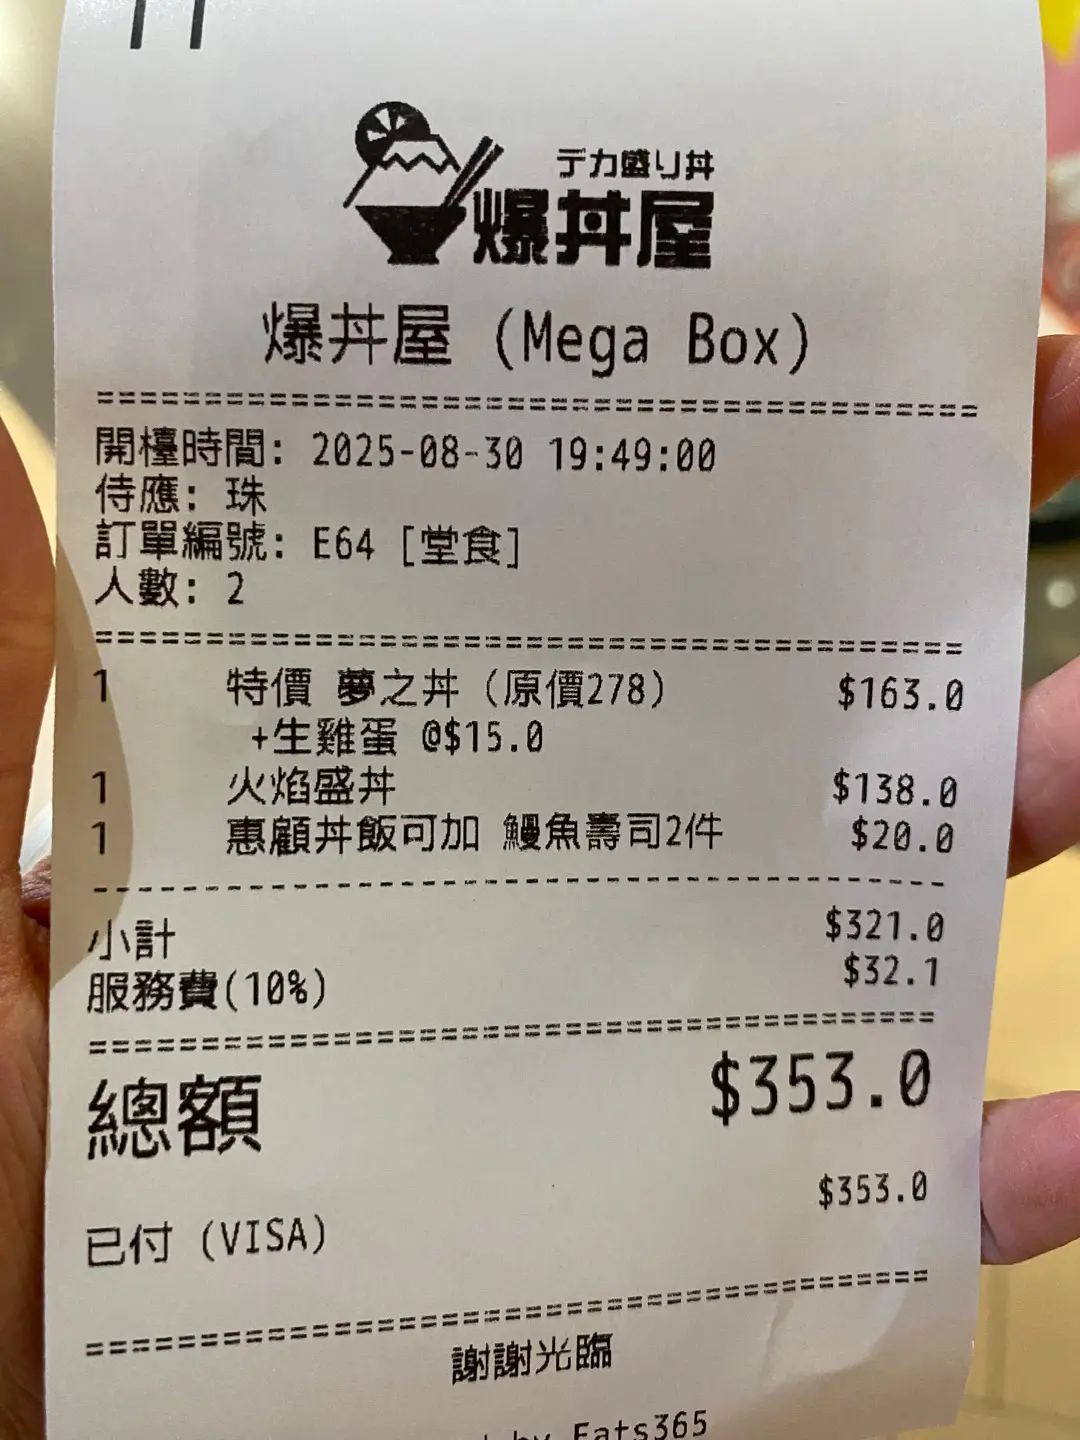 デカ盛り丼
爆丼屋
爆丼屋 (Mega Box)
開檯時間: 2025-08-30 19:49:00
侍應: 珠
訂單編號: E64 [堂食]
人數: 2
1 特價 夢之丼 (原價278) $163.0
+生雞蛋 @$15.0
1 火焰盛丼 $138.0
1 惠顧丼飯可加 鰻魚壽司2件 $20.0
小計 $321.0
服務費(10%) $32.1
總額 $353.0
已付 (VISA) $353.0
謝謝光臨
by Eats365